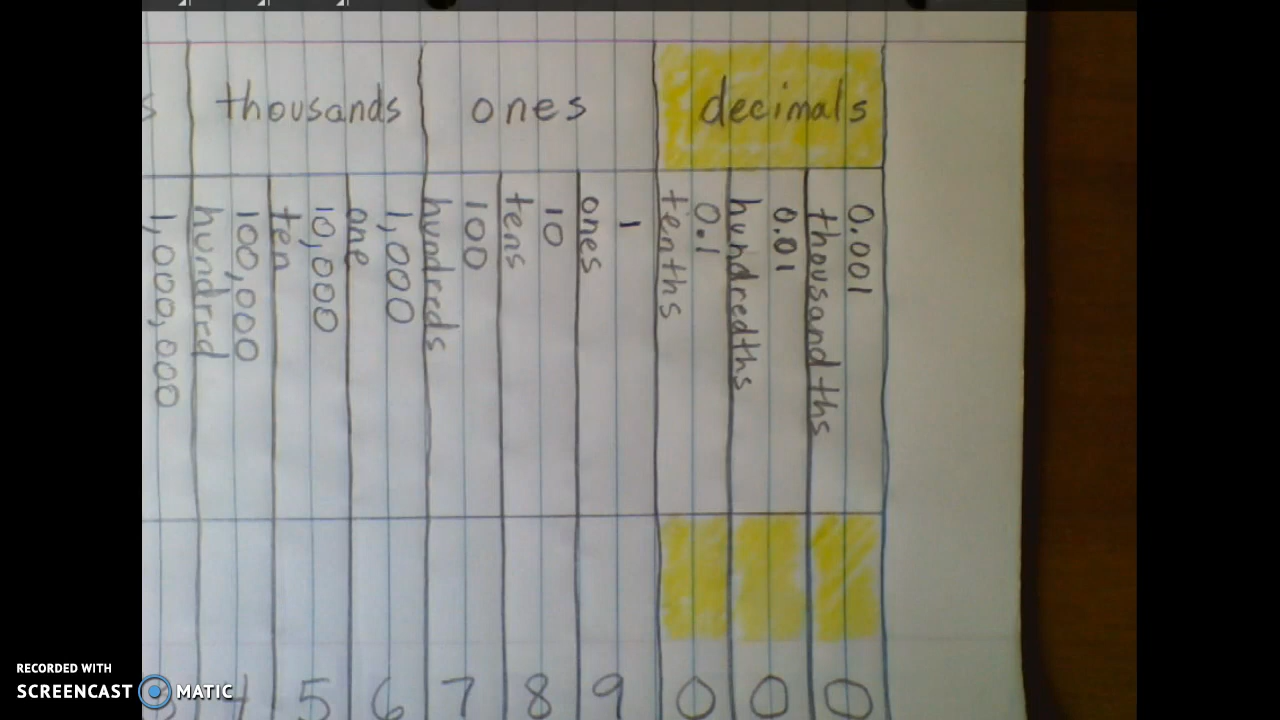 thousands
ones
decimals
1,000,000
hundred
100,000
ten
10,000
one
1,000
hundreds
100
tens
10
ones
1
tenths
0.1
hundredths
0.01
thousandths
0.001
5 6 7 8 9 0 0 0
RECORDED WITH
SCREENCAST MATIC